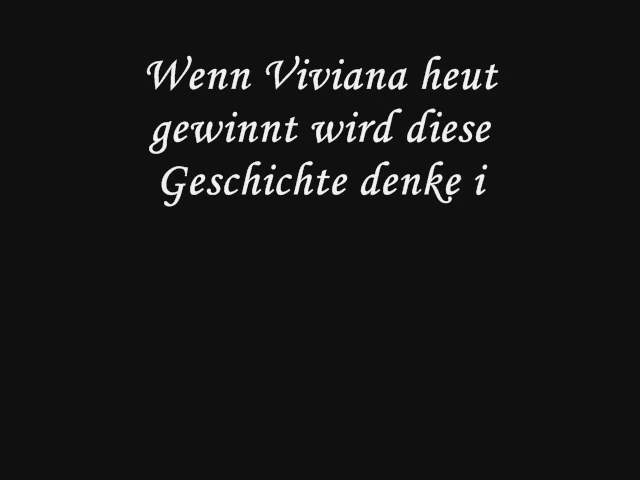 Wenn Viviana heut
gewinnt wird diese
Geschichte denke i